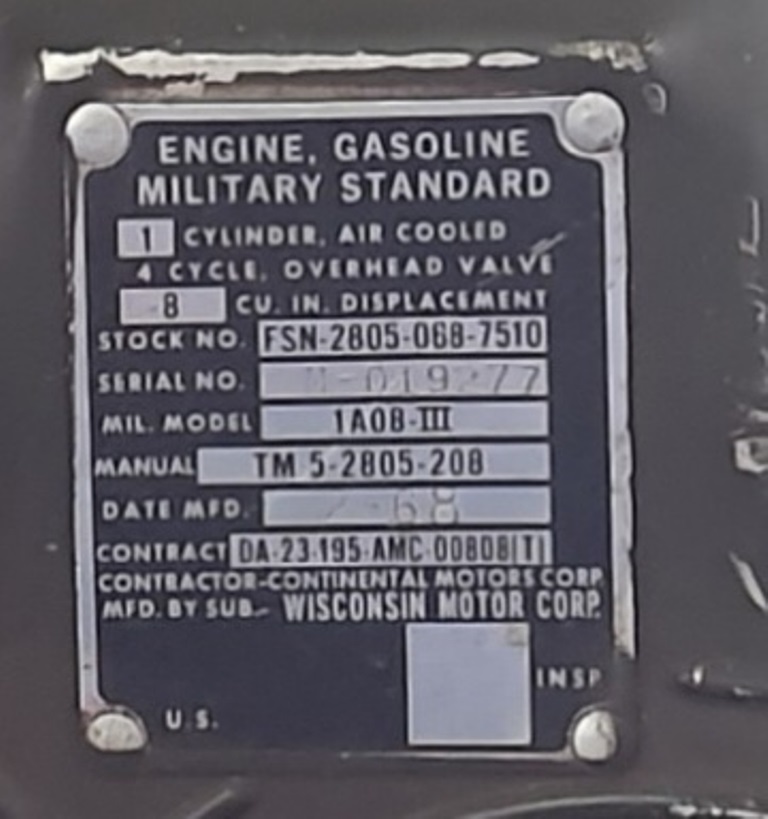 ENGINE, GASOLINE
MILITARY STANDARD
1 CYLINDER, AIR COOLED
4 CYCLE, OVERHEAD VALVE
8 CU. IN. DISPLACEMENT
STOCK NO. FSN-2805-068-7510
SERIAL NO.
MIL. MODEL 1A08-III
MANUAL TM 5-2805-208
DATE MFD. 68
CONTRACT DA-23-195-AMC-00808(T)
CONTRACTOR-CONTINENTAL MOTORS CORP.
MFD. BY SUB.- WISCONSIN MOTOR CORP.
INSP
U.S.